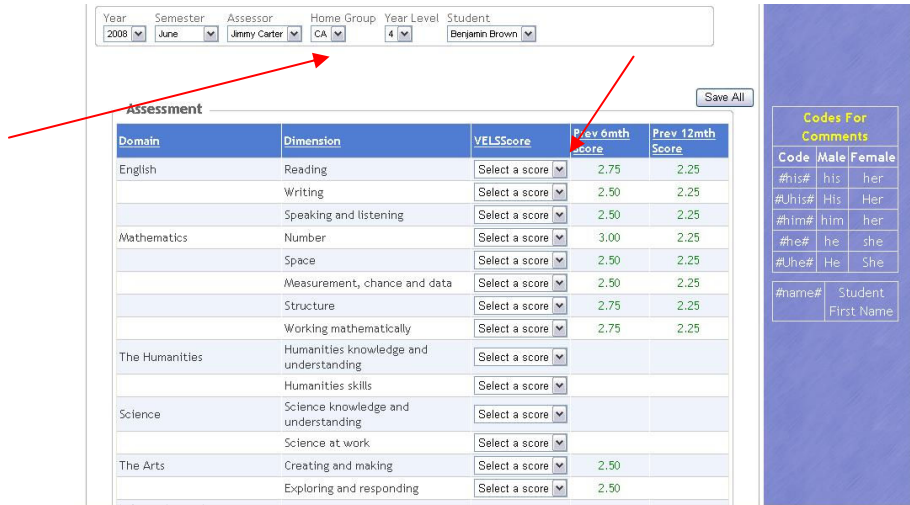 Year Semester Assessor Home Group Year Level Student
2008 June Jimmy Carter CA 4 Benjamin Brown
Save All
Assessment
Domain Dimension VELSScore Prev 6mth Score Prev 12mth Score
English Reading Select a score 2.75 2.25
Writing Select a score 2.50 2.25
Speaking and listening Select a score 2.50 2.25
Mathematics Number Select a score 3.00 2.25
Space Select a score 2.50 2.25
Measurement, chance and data Select a score 2.50 2.25
Structure Select a score 2.75 2.25
Working mathematically Select a score 2.75 2.25
The Humanities Humanities knowledge and
understanding Select a score
Humanities skills Select a score
Science Science knowledge and
understanding Select a score
Science at work Select a score
The Arts Creating and making Select a score 2.50
Exploring and responding Select a score 2.50
Codes For
Comments
Code Male Female
#his# his her
#Uhis# His Her
#him# him her
#he# he she
#Uhe# He She
#name# Student
First Name